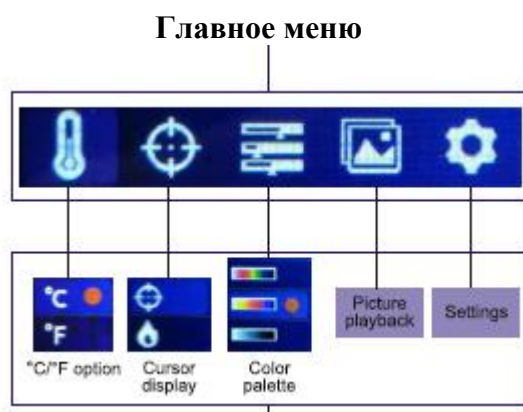 Главное меню
°C
°F
Picture
playback
Settings
°C/°F option
Cursor
display
Color
palette